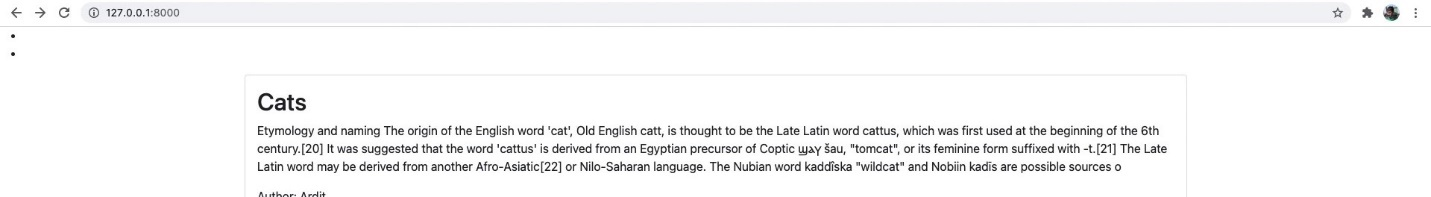 127.0.0.1:8000
Cats
Etymology and naming The origin of the English word 'cat', Old English catt, is thought to be the Late Latin word cattus, which was first used at the beginning of the 6th
century.[20] It was suggested that the word 'cattus' is derived from an Egyptian precursor of Coptic ϣⲁⲩ šau, "tomcat", or its feminine form suffixed with -t.[21] The Late
Latin word may be derived from another Afro-Asiatic[22] or Nilo-Saharan language. The Nubian word kaddîska "wildcat" and Nobiin kadīs are possible sources o
Author: Ardit